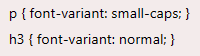 p { font-variant: small-caps; }
h3 { font-variant: normal; }